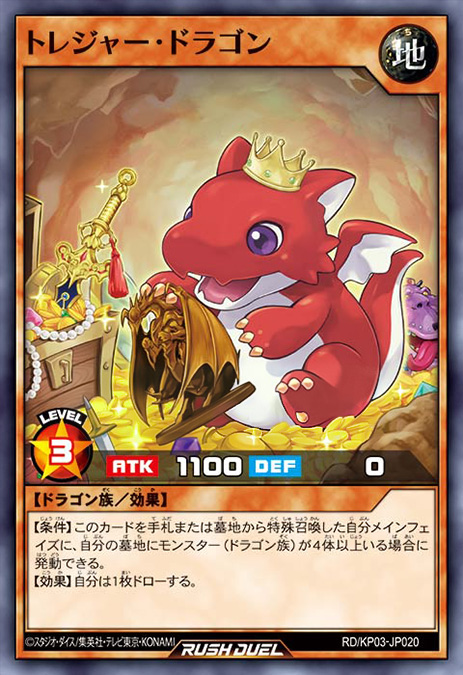 トレジャー・ドラゴン
地
LEVEL
3
ATK 1100 DEF 0
【ドラゴン族／効果】
【条件】このカードを手札または墓地から特殊召喚した自分メインフェ
イズに、自分の墓地にモンスター（ドラゴン族）が４体以上いる場合に
発動できる。
【効果】自分は1枚ドローする。
©スタジオ・ダイス/集英社・テレビ東京・KONAMI
RUSH DUEL
RD/KP03-JP020